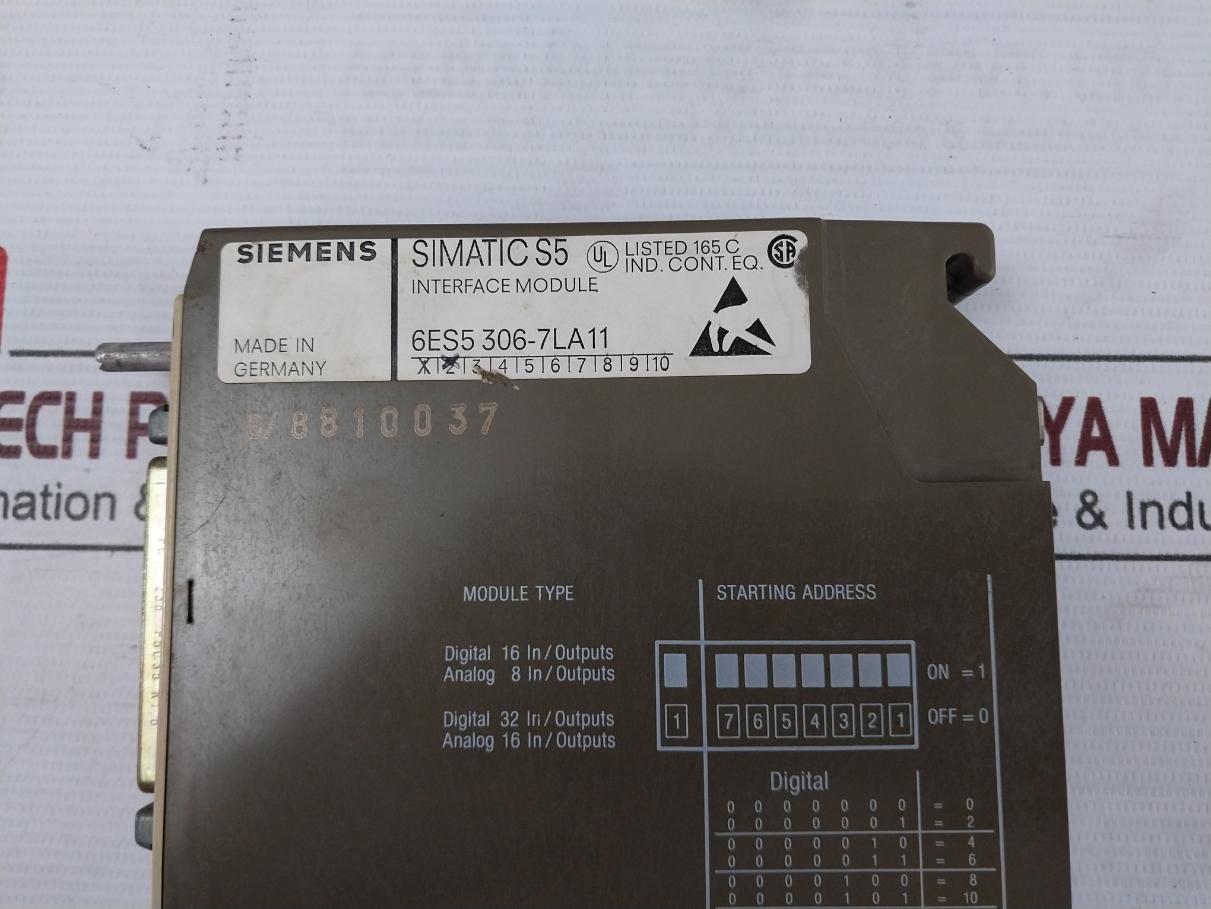 SIEMENS
MADE IN
GERMANY
SIMATIC S5
INTERFACE MODULE
6ES5 306-7LA11
X 2 3 4 5 6 7 8 9 10
UL LISTED 165 C
IND. CONT. EQ.
SA
8810037
ECH P
YA MA
nation &
& Indu
MODULE TYPE
STARTING ADDRESS
Digital 16 In/Outputs
Analog 8 In/Outputs
ON = 1
Digital 32 In/Outputs
Analog 16 In/Outputs
1
7 6 5 4 3 2 1
OFF = 0
Digital
0 0 0 0 0 0 0 = 0
0 0 0 0 0 0 1 = 2
0 0 0 0 0 1 0 = 4
0 0 0 0 0 1 1 = 6
0 0 0 0 1 0 0 = 8
0 0 0 0 1 0 1 = 10